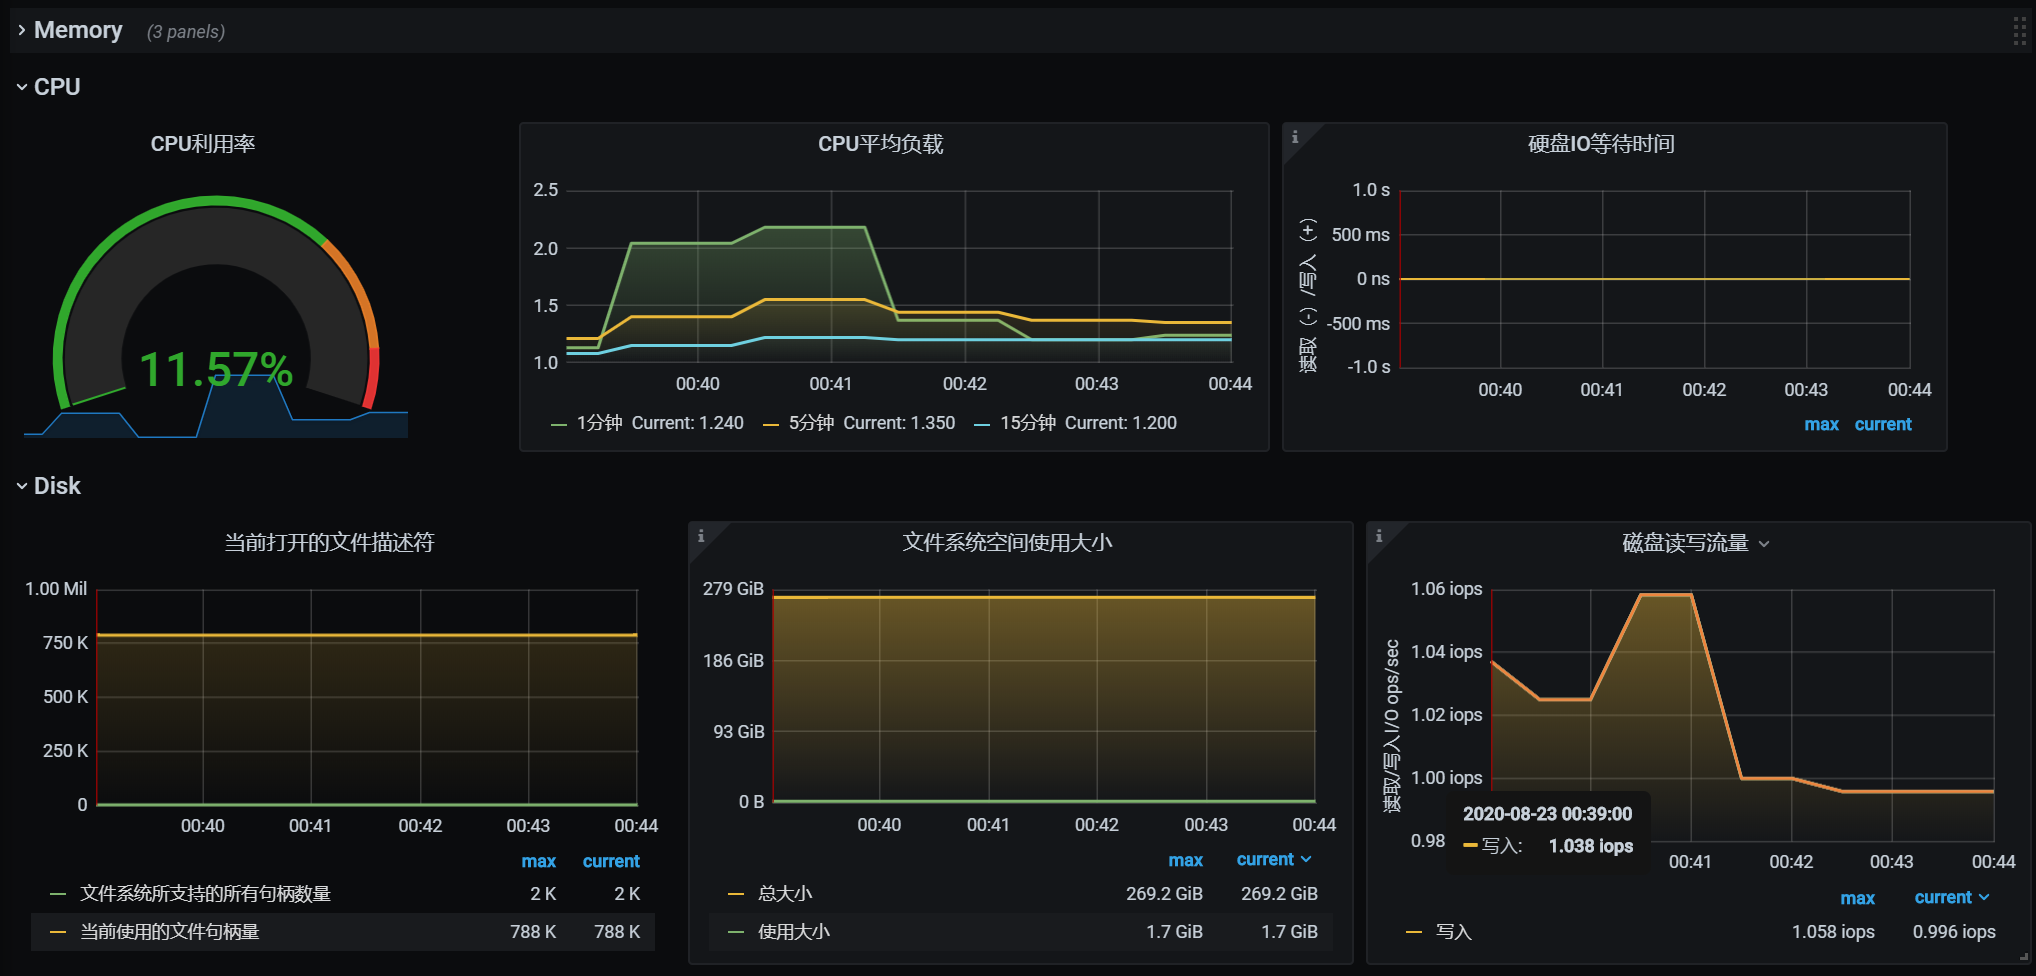 Memory (3 panels)
CPU
CPU利用率
11.57%
CPU平均负载
2.5
2.0
1.5
1.0
00:40 00:41 00:42 00:43 00:44
1分钟 Current: 1.240 5分钟 Current: 1.350 15分钟 Current: 1.200
i
硬盘IO等待时间
读取（-）/写入（+）
1.0 s
500 ms
0 ns
-500 ms
-1.0 s
00:40 00:41 00:42 00:43 00:44
max current
Disk
当前打开的文件描述符
1.00 Mil
750 K
500 K
250 K
0
00:40 00:41 00:42 00:43 00:44
max current
文件系统所支持的所有句柄数量 2 K 2 K
当前使用的文件句柄量 788 K 788 K
i
文件系统空间使用大小
279 GiB
186 GiB
93 GiB
0 B
00:40 00:41 00:42 00:43 00:44
max current
总大小 269.2 GiB 269.2 GiB
使用大小 1.7 GiB 1.7 GiB
i
磁盘读写流量
读取/写入I/O ops/sec
1.06 iops
1.04 iops
1.02 iops
1.00 iops
0.98
2020-08-23 00:39:00
写入: 1.038 iops
00:41 00:42 00:43 00:44
max current
写入 1.058 iops 0.996 iops